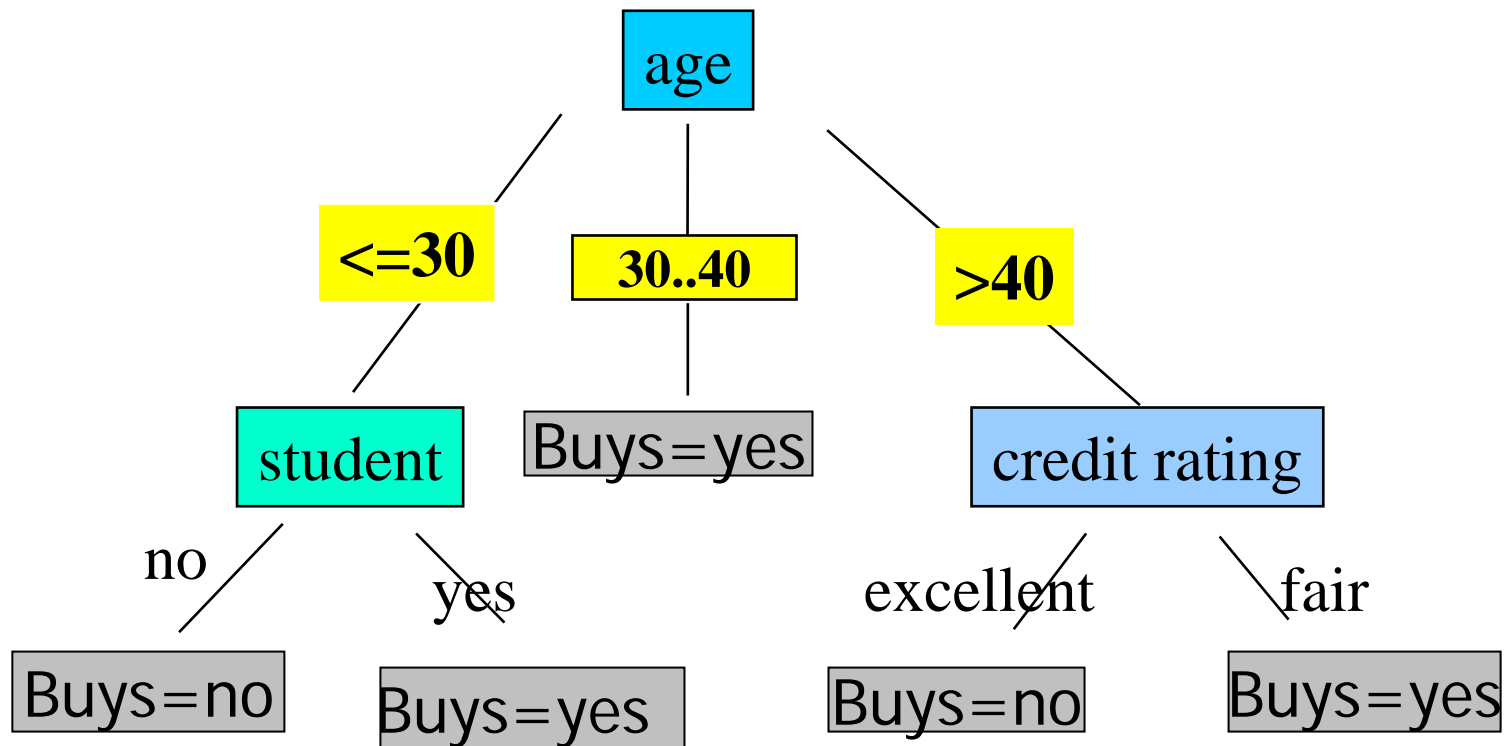 age
<=30
30..40
>40
student
Buys=yes
credit rating
no
yes
excellent
fair
Buys=no
Buys=yes
Buys=no
Buys=yes